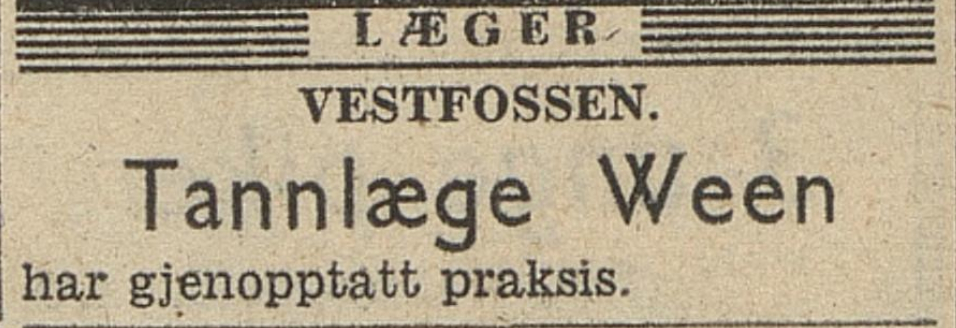 LÆGER
VESTFOSSEN.
Tannlæge Ween
har gjenopptatt praksis.